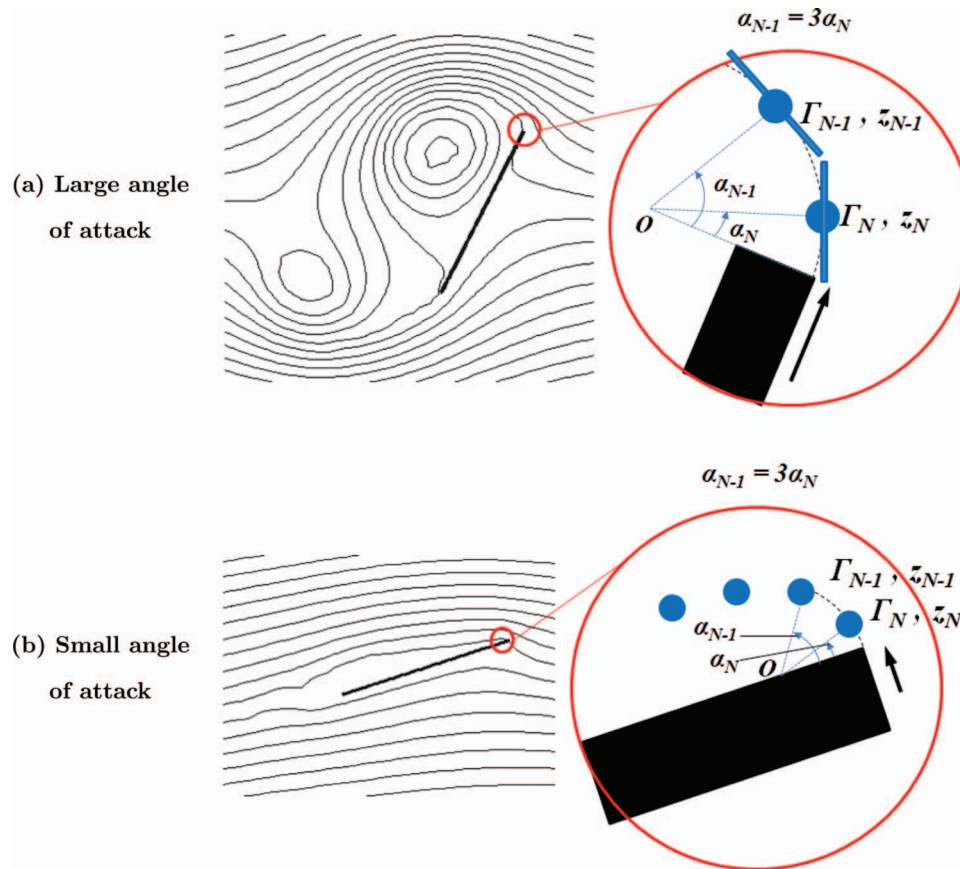 α_{N-1} = 3α_N
(a) Large angle
of attack
Γ_{N-1} , z_{N-1}
α_{N-1}
O
α_N
Γ_N , z_N
α_{N-1} = 3α_N
(b) Small angle
of attack
Γ_{N-1} , z_{N-1}
Γ_N , z_N
α_{N-1}
α_N
O